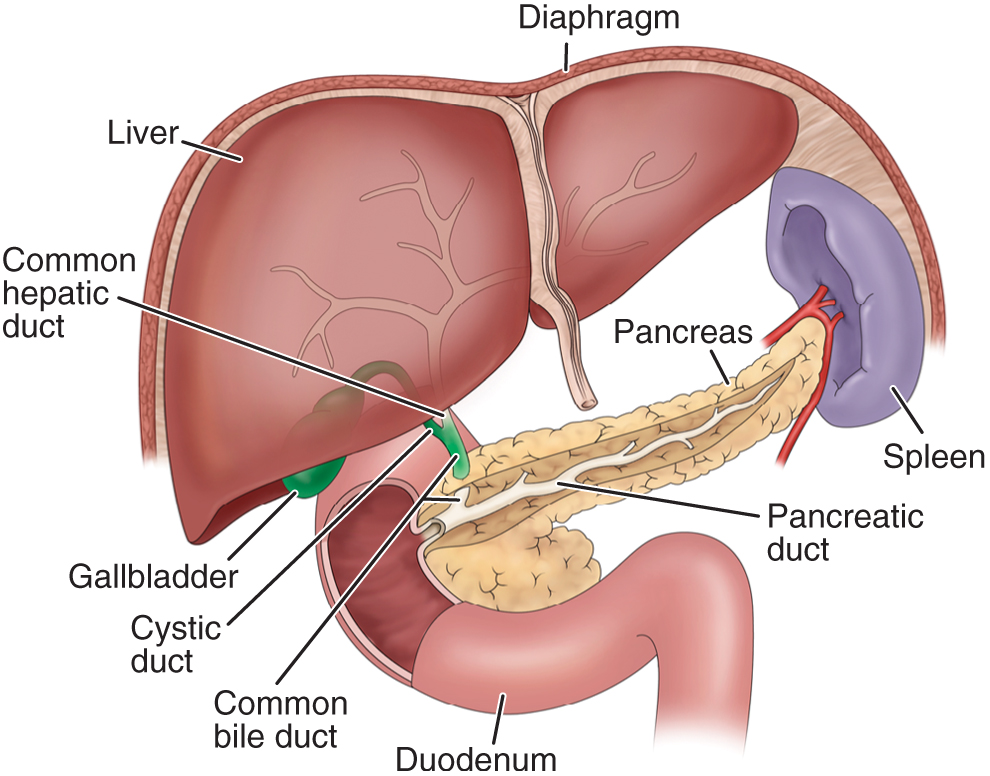 Diaphragm
Liver
Common
hepatic
duct
Pancreas
Spleen
Pancreatic
duct
Gallbladder
Cystic
duct
Common
bile duct
Duodenum